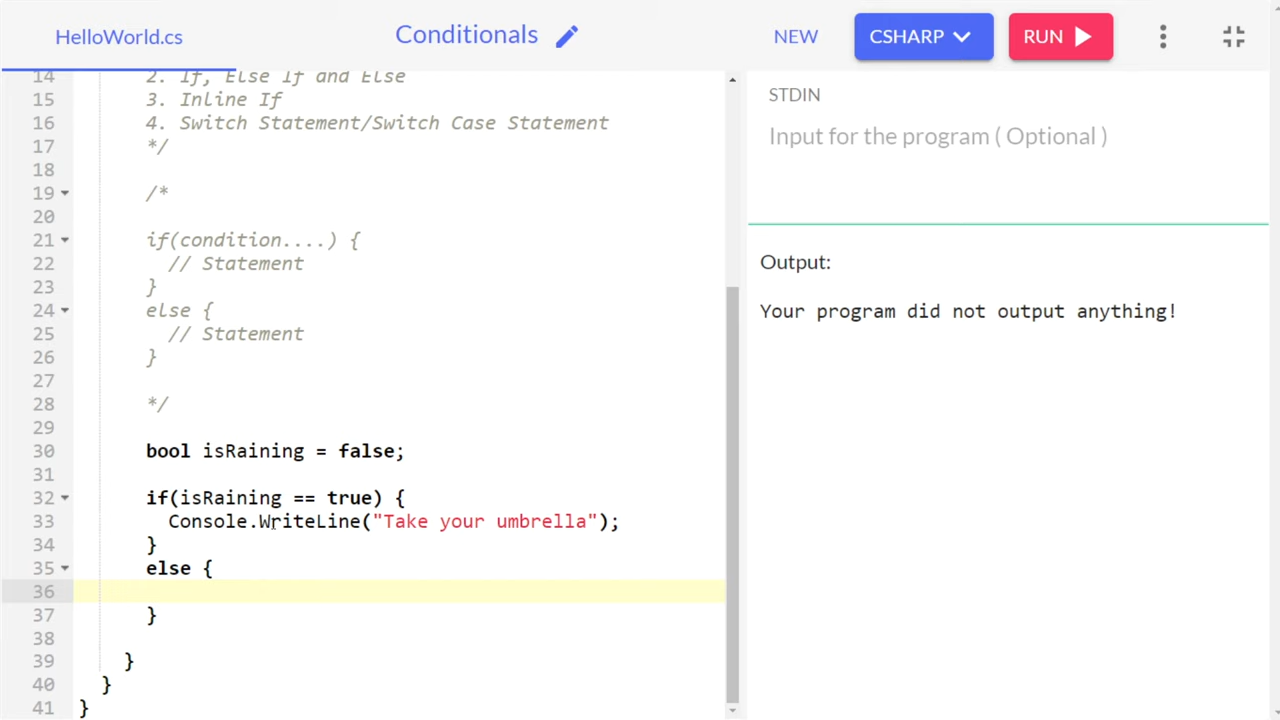 HelloWorld.cs
Conditionals
NEW
CSHARP
RUN
14 2. If, Else If and Else
15 3. Inline If
16 4. Switch Statement/Switch Case Statement
17 */
18
19 /*
20
21 if(condition....) {
22 // Statement
23 }
24 else {
25 // Statement
26 }
27
28 */
29
30 bool isRaining = false;
31
32 if(isRaining == true) {
33 Console.WriteLine("Take your umbrella");
34 }
35 else {
36
37 }
38
39 }
40 }
41 }
STDIN
Input for the program ( Optional )
Output:
Your program did not output anything!